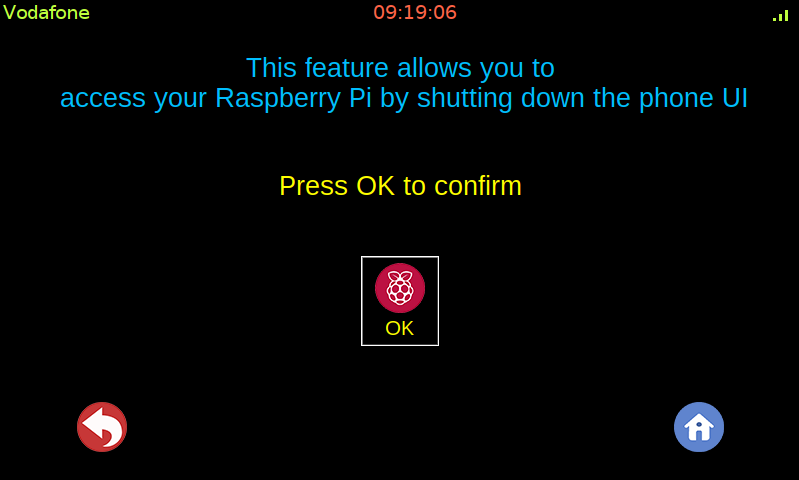 Vodafone
09:19:06
This feature allows you to
access your Raspberry Pi by shutting down the phone UI
Press OK to confirm
OK